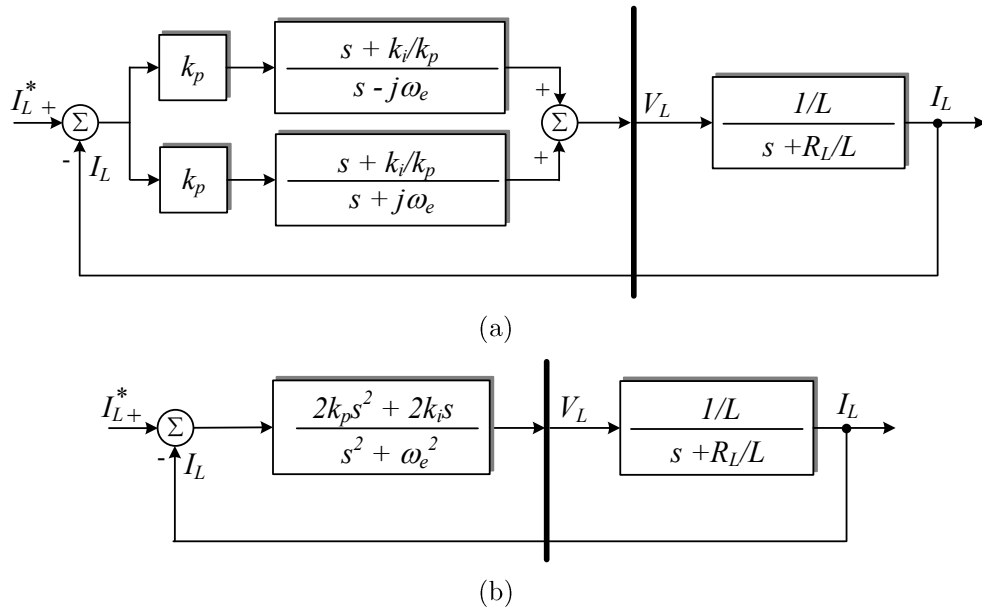 I_L^* + Σ - I_L
k_p
s + k_i/k_p
s - jω_e
k_p
s + k_i/k_p
s + jω_e
+ Σ +
V_L
1/L
s + R_L/L
I_L
(a)
I_L^* + Σ - I_L
2k_p s^2 + 2k_i s
s^2 + ω_e^2
V_L
1/L
s + R_L/L
I_L
(b)